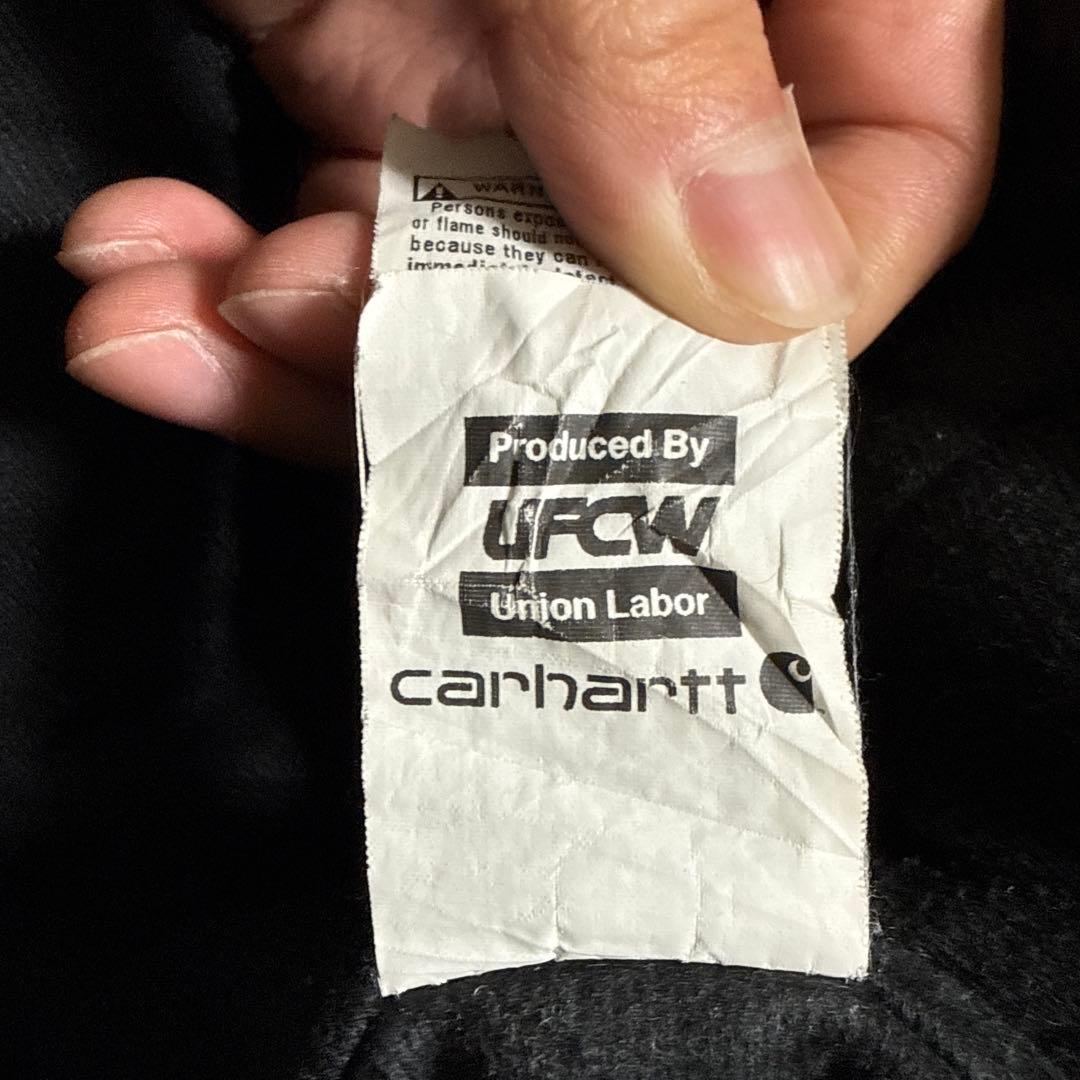 Persons
or flame should
because they can
Produced By
UFCW
Union Labor
carhartt